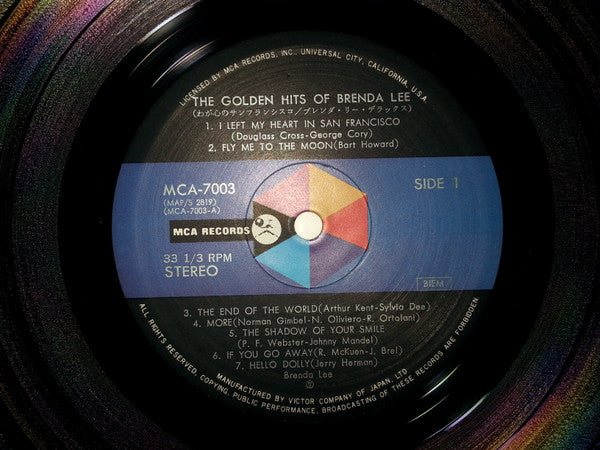 LICENSED BY MCA RECORDS, INC., UNIVERSAL CITY, CALIFORNIA, U.S.A.
THE GOLDEN HITS OF BRENDA LEE
(わが心のサンフランシスコ/ブレンダ・リー・デラックス)
1. I LEFT MY HEART IN SAN FRANCISCO
(Douglass Cross-George Cory)
2. FLY ME TO THE MOON(Bart Howard)
MCA-7003
SIDE 1
(MAP/S 2819)
(MCA-7003-A)
MCA RECORDS
33 1/3 RPM
STEREO
BIEM
3. THE END OF THE WORLD(Arthur Kent-Sylvia Dee)
4. MORE(Norman Gimbel-N. Oliviero-R. Ortolani)
5. THE SHADOW OF YOUR SMILE
(P. F. Webster-Johnny Mandel)
6. IF YOU GO AWAY(R. McKuen-J. Brel)
7. HELLO DOLLY(Jerry Herman)
Brenda Lee
Ⓟ
MANUFACTURED BY VICTOR COMPANY OF JAPAN, LTD.
ALL RIGHTS RESERVED. COPYING, PUBLIC PERFORMANCE, BROADCASTING OF THESE RECORDS ARE FORBIDDEN